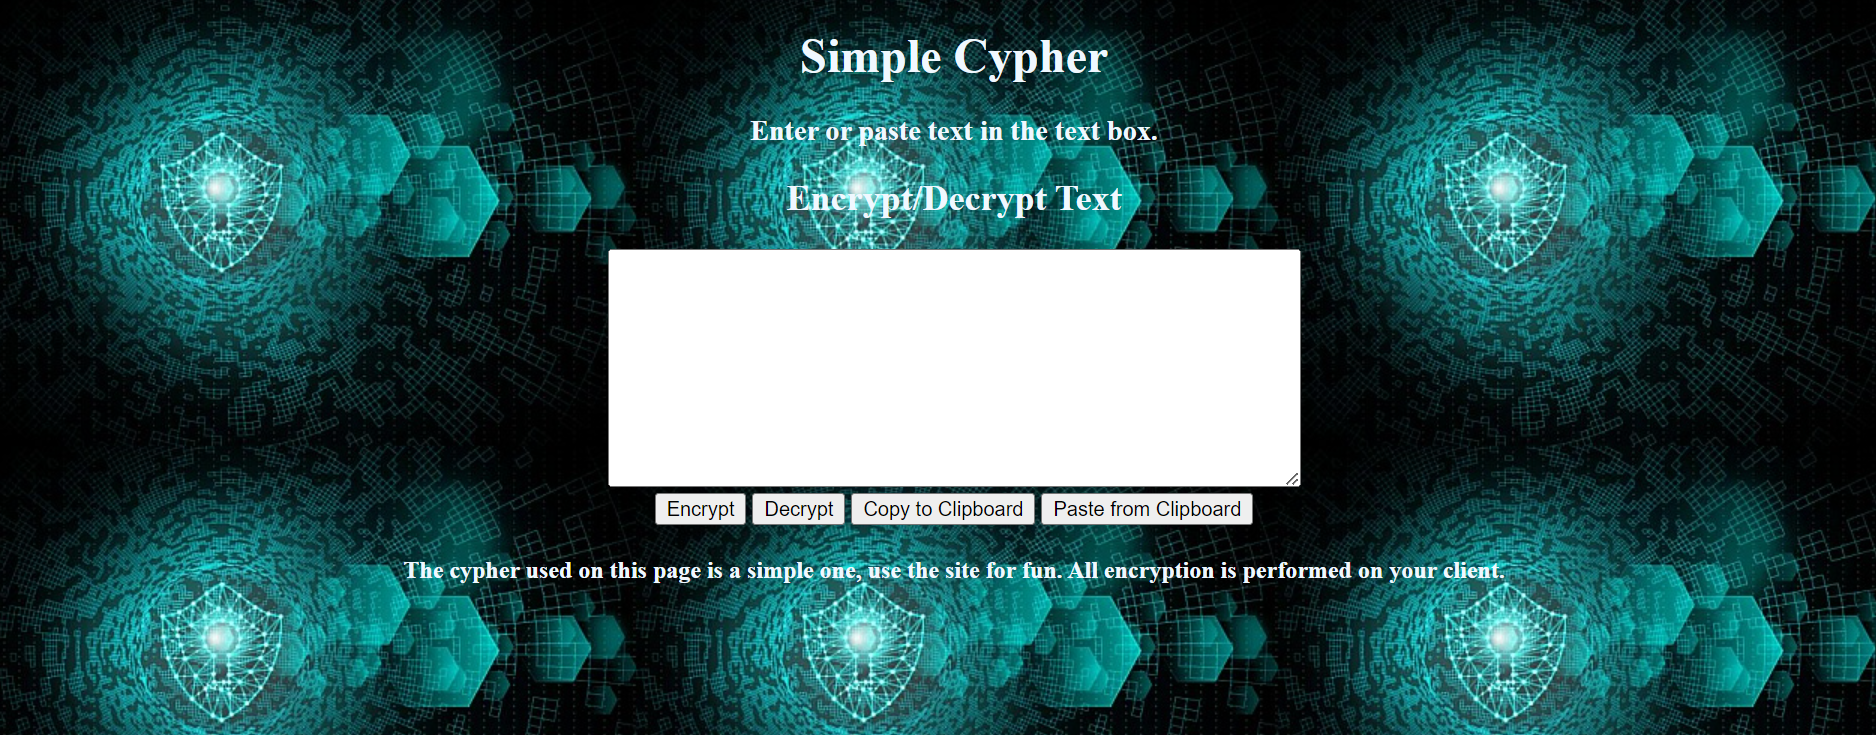 Simple Cypher
Enter or paste text in the text box.
Encrypt/Decrypt Text
Encrypt Decrypt Copy to Clipboard Paste from Clipboard
The cypher used on this page is a simple one, use the site for fun. All encryption is performed on your client.